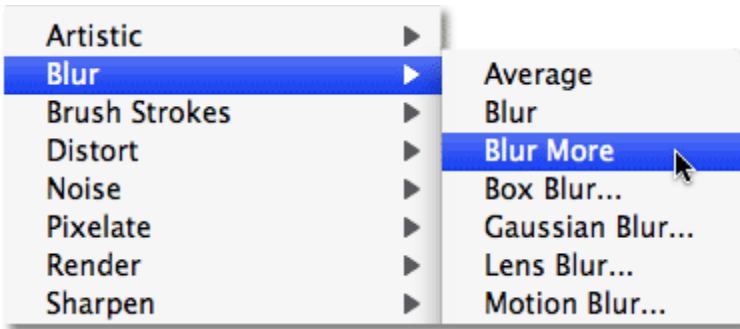 Artistic
Blur
Brush Strokes
Distort
Noise
Pixelate
Render
Sharpen
Average
Blur
Blur More
Box Blur...
Gaussian Blur...
Lens Blur...
Motion Blur...